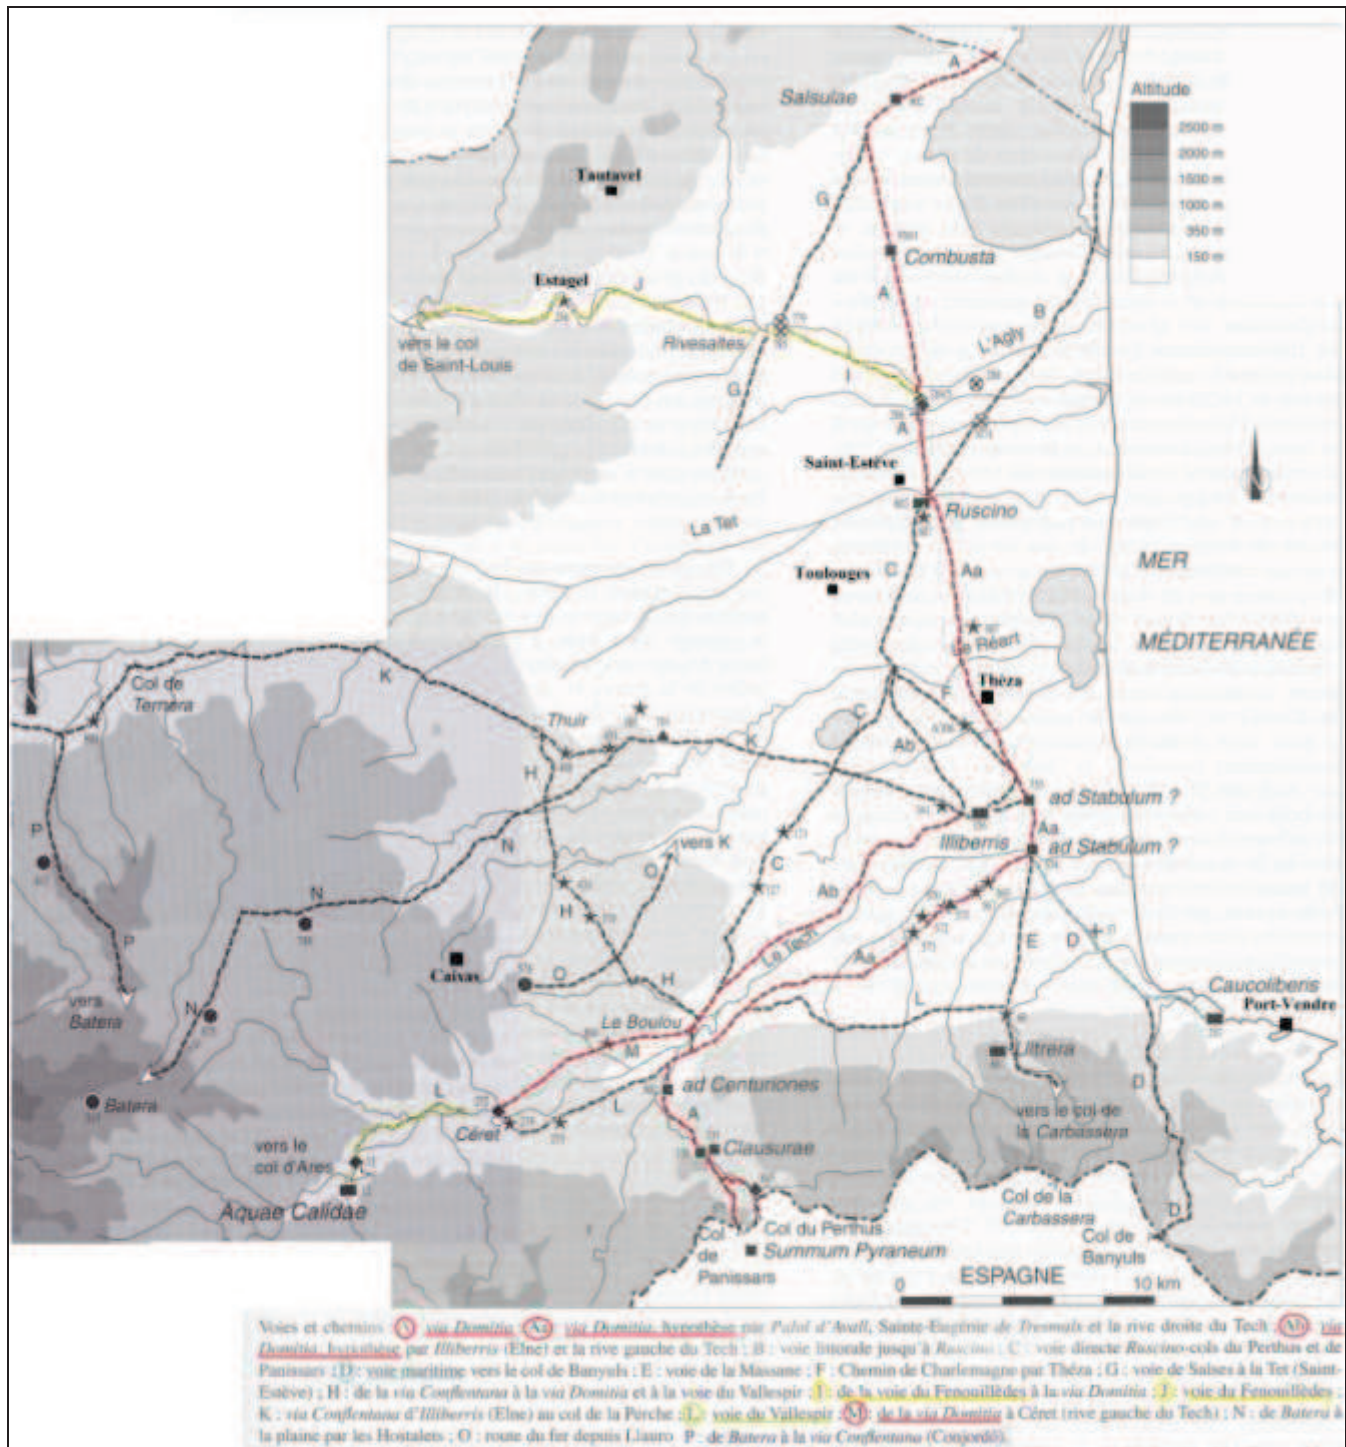 Altitude
2500 m
2000 m
1500 m
1000 m
350 m
150 m
A
Salsulae
Tautavel
G
Combusta
A
Estagel
J
B
L'Agly
vers le col
de Saint-Louis
Rivesaltes
I
G
A
Saint-Estève
Ruscino
La Tet
MER
MÉDITERRANÉE
C
Aa
Toulouges
Le Réart
Théza
F
K
Col de
Ternera
Thuir
C
Ab
K
H
ad Stabulum ?
Aa
Illiberris
ad Stabulum ?
P
N
vers K
O
C
Ab
N
H
Le Tech
Aa
E
D
P
Caixas
O
H
L
Caucoliberis
Port-Vendre
vers
Batera
N
Le Boulou
M
Ultrera
Batera
L
L
ad Centuriones
D
vers le col de
la Carbassera
Céret
A
Clausurae
vers le
col d'Ares
Aquae Calidae
Col de la
Carbassera
D
Col
de
Panissars
Col du Perthus
Summum Pyraneum
Col de
Banyuls
ESPAGNE
0
10 km
Voies et chemins : A : via Domitia ; Aa : via Domitia, hypothèse par Palol d'Avall, Sainte-Eugénie de Tresmals et la rive droite du Tech ; Ab : via
Domitia, hypothèse par Illiberris (Elne) et la rive gauche du Tech ; B : voie littorale jusqu'à Ruscino ; C : voie directe Ruscino-cols du Perthus et de
Panissars ; D : voie maritime vers le col de Banyuls ; E : voie de la Massane ; F : Chemin de Charlemagne par Théza ; G : voie de Salses à la Tet (Saint-
Estève) ; H : de la via Conflentana à la via Domitia et à la voie du Vallespir ; I : de la voie du Fenouillèdes à la via Domitia ; J : voie du Fenouillèdes ;
K : via Conflentana d'Illiberris (Elne) au col de la Perche ; L : voie du Vallespir ; M : de la via Domitia à Céret (rive gauche du Tech) ; N : de Batera à
la plaine par les Hostalets ; O : route du fer depuis Llauro P : de Batera à la via Conflentana (Conjordó).